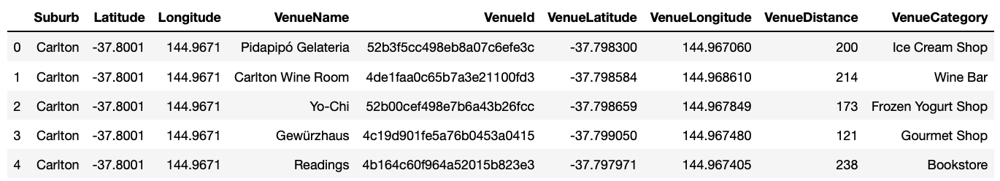 Suburb Latitude Longitude VenueName VenueId VenueLatitude VenueLongitude VenueDistance VenueCategory
0 Carlton -37.8001 144.9671 Pidapipó Gelateria 52b3f5cc498eb8a07c6efe3c -37.798300 144.967060 200 Ice Cream Shop
1 Carlton -37.8001 144.9671 Carlton Wine Room 4de1faa0c65b7a3e21100fd3 -37.798584 144.968610 214 Wine Bar
2 Carlton -37.8001 144.9671 Yo-Chi 52b00cef498e7b6a43b26fcc -37.798659 144.967849 173 Frozen Yogurt Shop
3 Carlton -37.8001 144.9671 Gewürzhaus 4c19d901fe5a76b0453a0415 -37.799050 144.967480 121 Gourmet Shop
4 Carlton -37.8001 144.9671 Readings 4b164c60f964a52015b823e3 -37.797971 144.967405 238 Bookstore